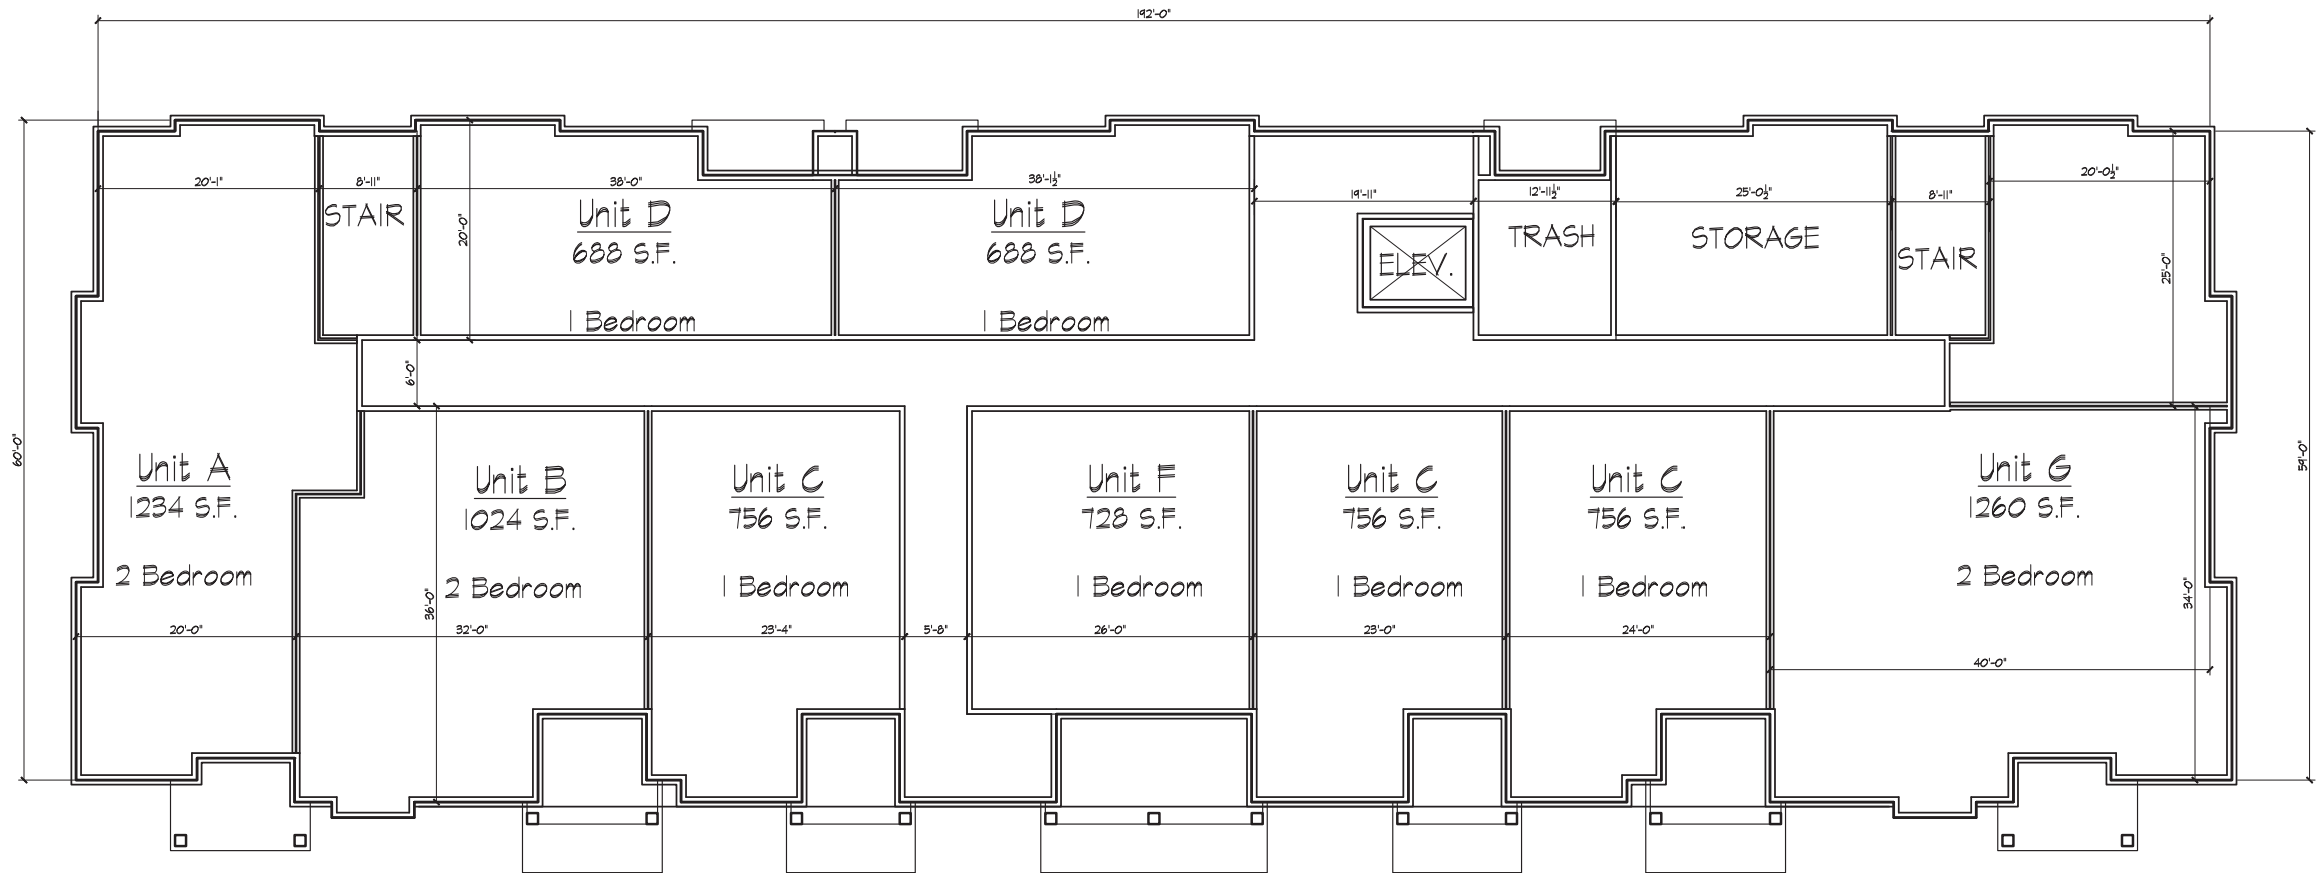 192'-0"
20'-1"
8'-11"
38'-0"
38'-1½"
19'-11"
12'-11½"
25'-0½"
8'-11"
20'-0½"
STAIR
Unit D
688 S.F.
1 Bedroom
20'-0"
Unit D
688 S.F.
1 Bedroom
ELEV.
TRASH
STORAGE
STAIR
25'-0"
6'-0"
60'-0"
59'-0"
Unit A
1234 S.F.
2 Bedroom
Unit B
1024 S.F.
2 Bedroom
36'-0"
Unit C
756 S.F.
1 Bedroom
Unit F
728 S.F.
1 Bedroom
Unit C
756 S.F.
1 Bedroom
Unit C
756 S.F.
1 Bedroom
Unit G
1260 S.F.
2 Bedroom
34'-0"
20'-0"
32'-0"
23'-4"
5'-8"
26'-0"
23'-0"
24'-0"
40'-0"